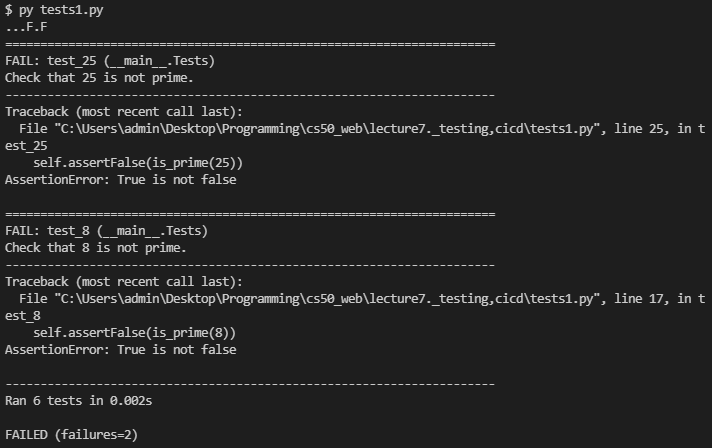 $ py tests1.py
...F.F
======================================================================
FAIL: test_25 (__main__.Tests)
Check that 25 is not prime.
----------------------------------------------------------------------
Traceback (most recent call last):
  File "C:\Users\admin\Desktop\Programming\cs50_web\lecture7._testing,cicd\tests1.py", line 25, in t
est_25
    self.assertFalse(is_prime(25))
AssertionError: True is not false

======================================================================
FAIL: test_8 (__main__.Tests)
Check that 8 is not prime.
----------------------------------------------------------------------
Traceback (most recent call last):
  File "C:\Users\admin\Desktop\Programming\cs50_web\lecture7._testing,cicd\tests1.py", line 17, in t
est_8
    self.assertFalse(is_prime(8))
AssertionError: True is not false

----------------------------------------------------------------------
Ran 6 tests in 0.002s

FAILED (failures=2)